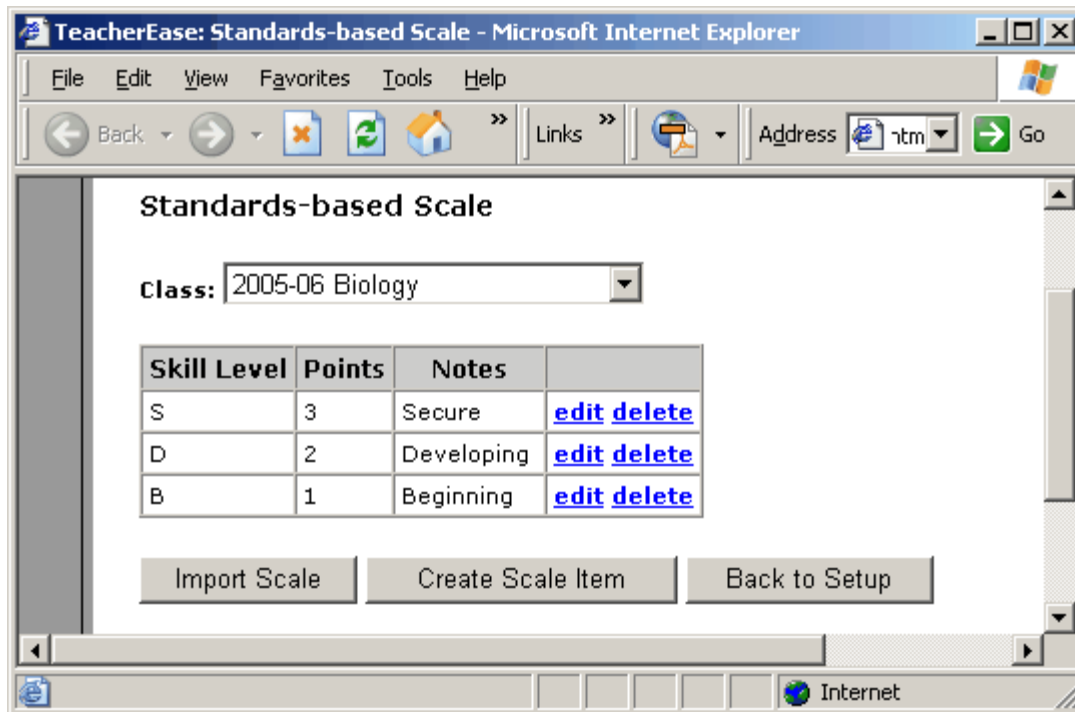 TeacherEase: Standards-based Scale - Microsoft Internet Explorer
File Edit View Favorites Tools Help
Back » Links » Address Go
Standards-based Scale
Class: 2005-06 Biology
Skill Level Points Notes
S 3 Secure edit delete
D 2 Developing edit delete
B 1 Beginning edit delete
Import Scale Create Scale Item Back to Setup
Internet